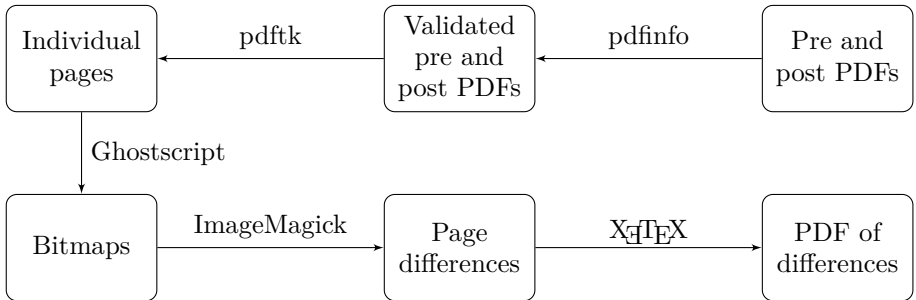 Individual
pages
pdftk
Validated
pre and
post PDFs
pdfinfo
Pre and
post PDFs
Ghostscript
Bitmaps
ImageMagick
Page
differences
XƎTEX
PDF of
differences